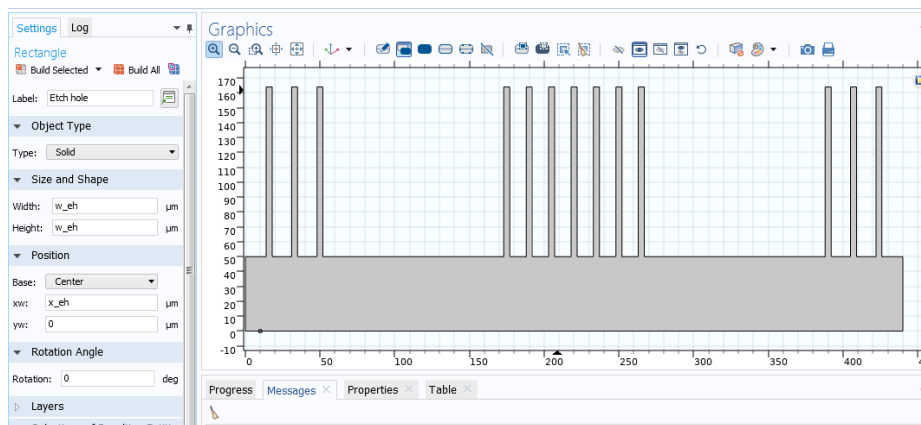 Settings Log
Rectangle
Build Selected Build All
Label: Etch hole
Object Type
Type: Solid
Size and Shape
Width: w_eh µm
Height: w_eh µm
Position
Base: Center
xw: x_eh µm
yw: 0 µm
Rotation Angle
Rotation: 0 deg
Layers
Graphics
170
160
150
140
130
120
110
100
90
80
70
60
50
40
30
20
10
0
-10
0 50 100 150 200 250 300 350 400
Progress Messages Properties Table